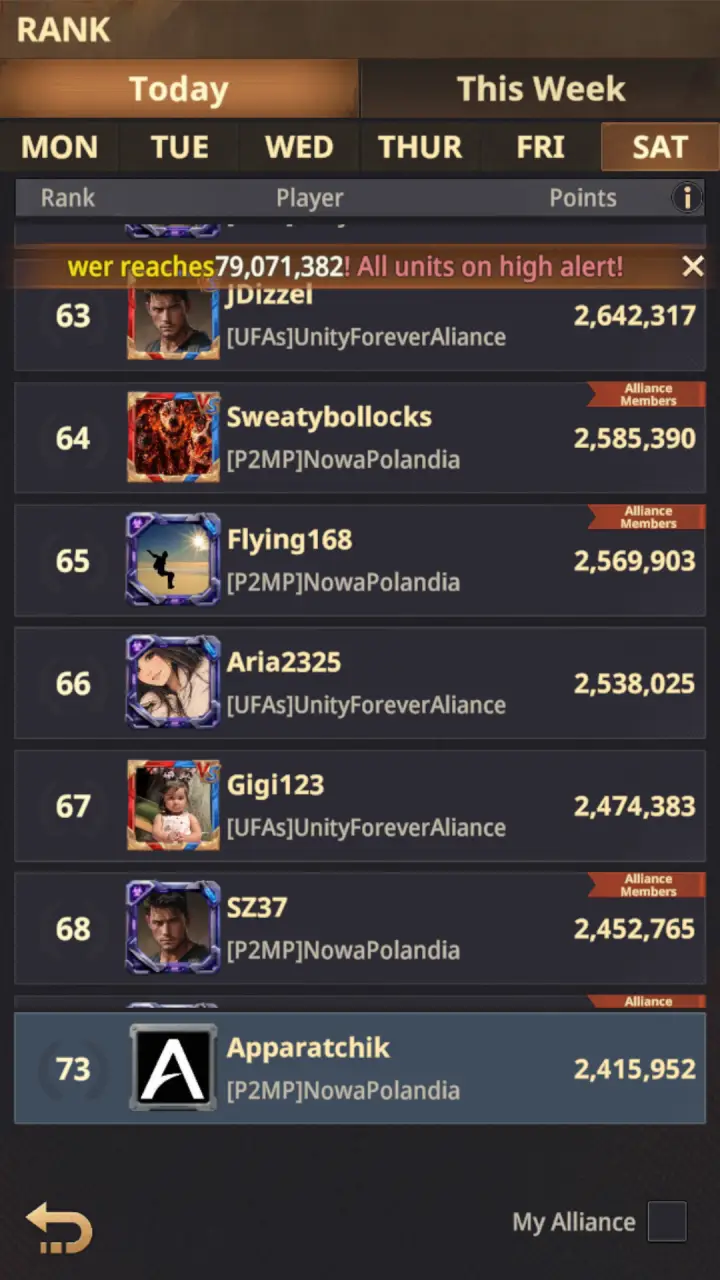 RANK
Today
This Week
MON
TUE
WED
THUR
FRI
SAT
Rank
Player
Points
wer reaches79,071,382! All units on high alert!
63
JDizzel
[UFAs]UnityForeverAlliance
2,642,317
Alliance
Members
64
Sweatybollocks
[P2MP]NowaPolandia
2,585,390
Alliance
Members
65
Flying168
[P2MP]NowaPolandia
2,569,903
66
Aria2325
[UFAs]UnityForeverAlliance
2,538,025
67
Gigi123
[UFAs]UnityForeverAlliance
2,474,383
Alliance
Members
68
SZ37
[P2MP]NowaPolandia
2,452,765
Alliance
73
Apparatchik
[P2MP]NowaPolandia
2,415,952
My Alliance